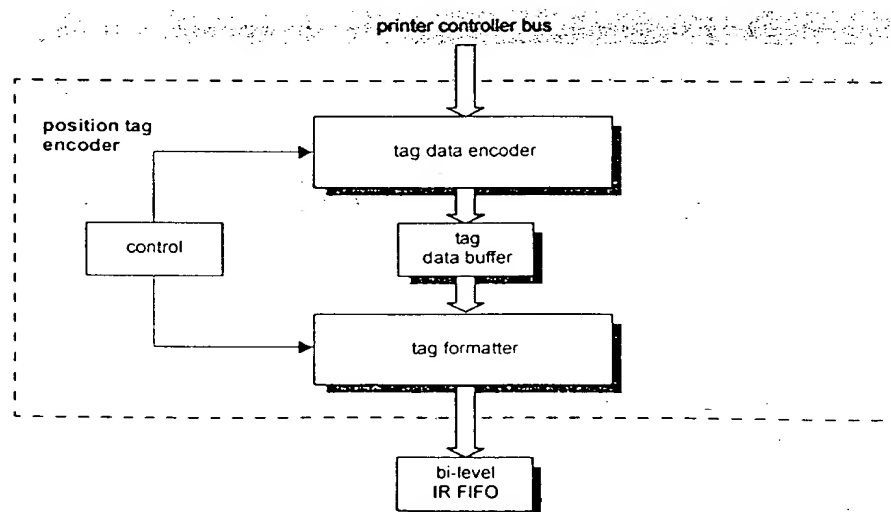 printer controller bus
position tag
encoder
tag data encoder
control
tag
data buffer
tag formatter
bi-level
IR FIFO